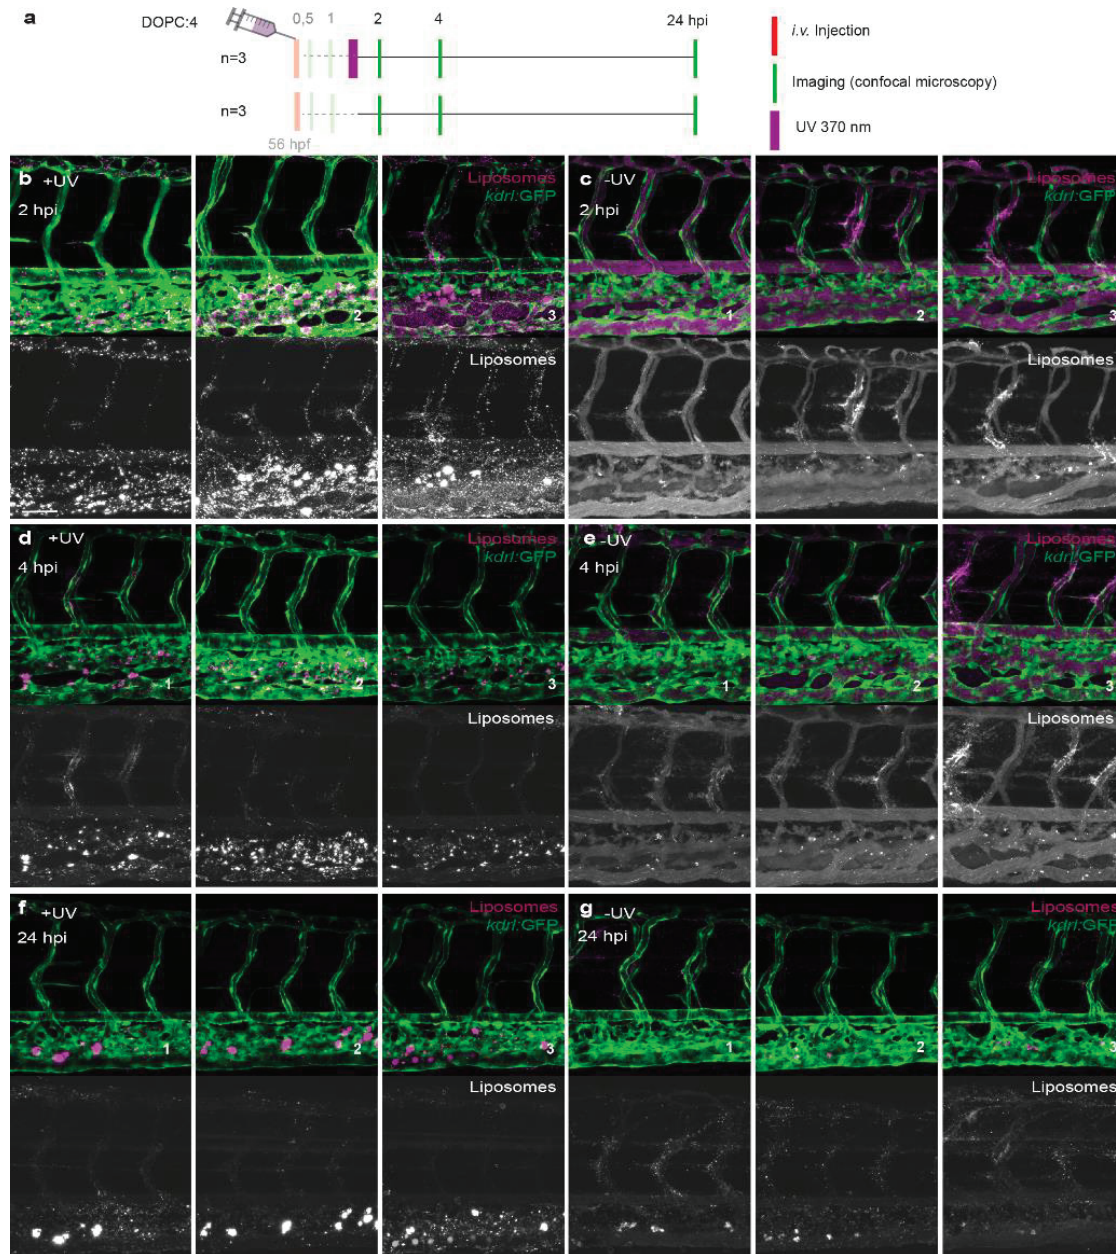 a
DOPC:4
0,5 1 2 4 24 hpi
n=3
n=3
56 hpf
i.v. Injection
Imaging (confocal microscopy)
UV 370 nm
b +UV
2 hpi
Liposomes
kdrl:GFP
1 2 3
Liposomes
c -UV
2 hpi
Liposomes
kdrl:GFP
1 2 3
Liposomes
d +UV
4 hpi
Liposomes
kdrl:GFP
1 2 3
Liposomes
e -UV
4 hpi
Liposomes
kdrl:GFP
1 2 3
Liposomes
f +UV
24 hpi
Liposomes
kdrl:GFP
1 2 3
Liposomes
g -UV
24 hpi
Liposomes
kdrl:GFP
1 2 3
Liposomes